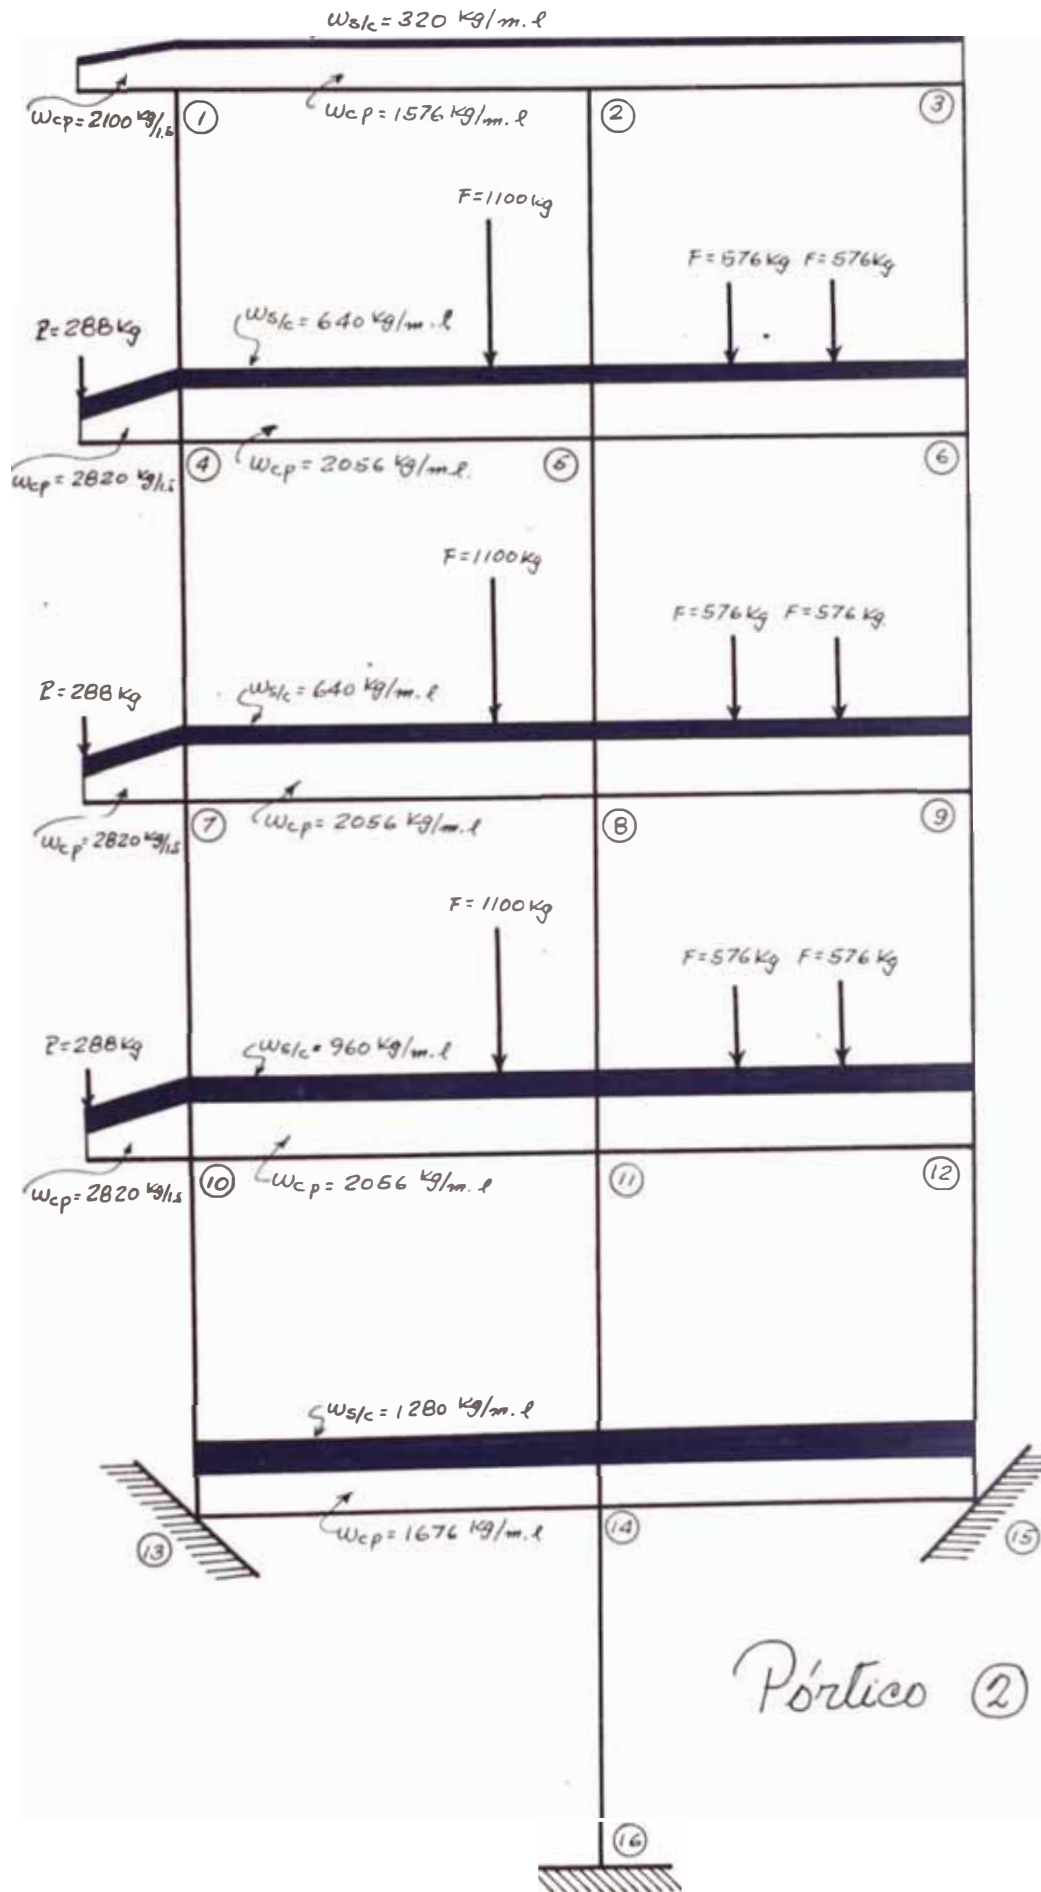 ws/c = 320 kg/m.l
wcp = 2100 kg/1.5
wcp = 1576 kg/m.l
1
2
3
F = 1100 kg
F = 576 kg F = 576 kg
P = 288 kg
ws/c = 640 kg/m.l
wcp = 2820 kg/1.5
wcp = 2056 kg/m.l.
4
5
6
F = 1100 kg
F = 576 kg F = 576 kg.
P = 288 kg
ws/c = 640 kg/m.l
wcp = 2820 kg/1.5
wcp = 2056 kg/m.l
7
8
9
F = 1100 kg
F = 576 kg F = 576 kg
P = 288 kg
ws/c = 960 kg/m.l
wcp = 2820 kg/1.5
wcp = 2056 kg/m.l
10
11
12
ws/c = 1280 kg/m.l
wcp = 1676 kg/m.l
13
14
15
Pórtico 2
16